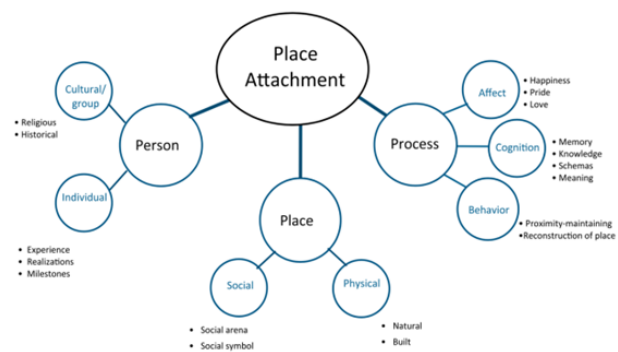 Place
Attachment
Cultural/
group
• Religious
• Historical
Person
Individual
• Experience
• Realizations
• Milestones
Place
Social
• Social arena
• Social symbol
Physical
• Natural
• Built
Process
Affect
• Happiness
• Pride
• Love
Cognition
• Memory
• Knowledge
• Schemas
• Meaning
Behavior
• Proximity-maintaining
•Reconstruction of place